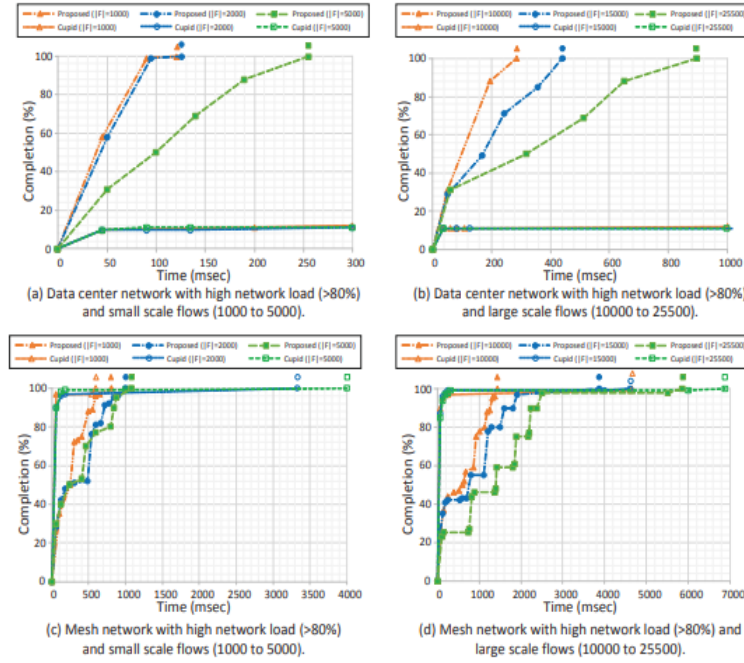 Proposed (|F|=1000) Proposed (|F|=2000) Proposed (|F|=5000)
Cupid (|F|=1000) Cupid (|F|=2000) Cupid (|F|=5000)
Completion (%)
100
80
60
40
20
0
0 50 100 150 200 250 300
Time (msec)
(a) Data center network with high network load (>80%)
and small scale flows (1000 to 5000).
Proposed (|F|=10000) Proposed (|F|=15000) Proposed (|F|=25500)
Cupid (|F|=10000) Cupid (|F|=15000) Cupid (|F|=25500)
Completion (%)
100
80
60
40
20
0
0 200 400 600 800 1000
Time (msec)
(b) Data center network with high network load (>80%)
and large scale flows (10000 to 25500).
Proposed (|F|=1000) Proposed (|F|=2000) Proposed (|F|=5000)
Cupid (|F|=1000) Cupid (|F|=2000) Cupid (|F|=5000)
Completion (%)
100
80
60
40
20
0
0 500 1000 1500 2000 2500 3000 3500 4000
Time (msec)
(c) Mesh network with high network load (>80%)
and small scale flows (1000 to 5000).
Proposed (|F|=10000) Proposed (|F|=15000) Proposed (|F|=25500)
Cupid (|F|=10000) Cupid (|F|=15000) Cupid (|F|=25500)
Completion (%)
100
80
60
40
20
0
0 1000 2000 3000 4000 5000 6000 7000
Time (msec)
(d) Mesh network with high network load (>80%) and
large scale flows (10000 to 25500).